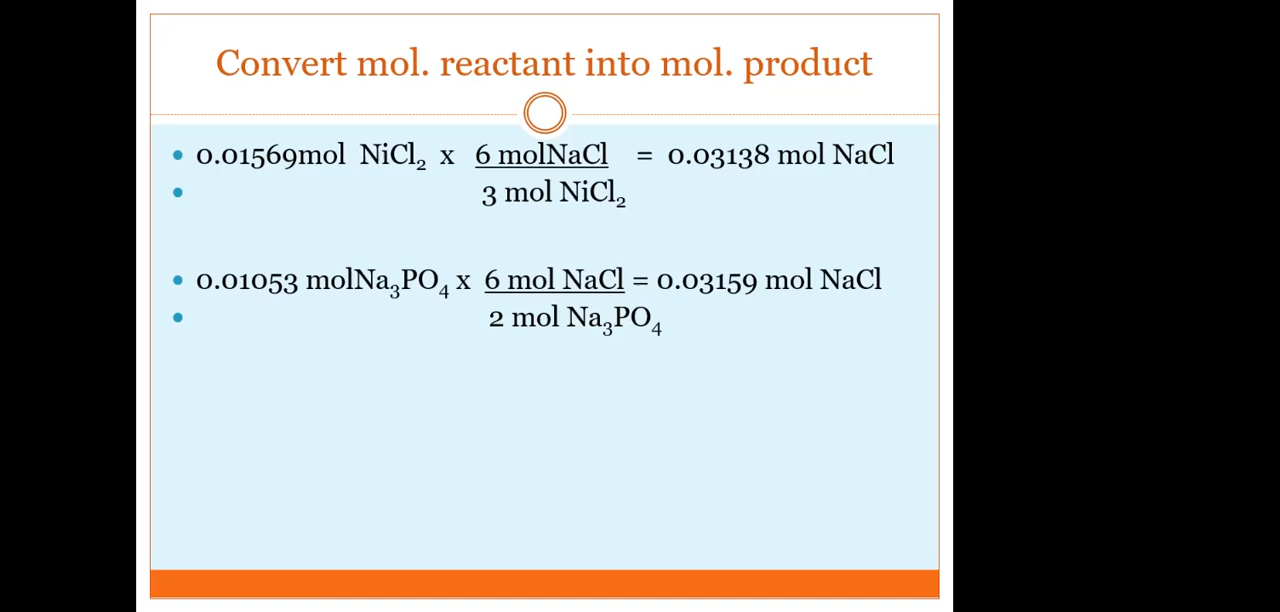 Convert mol. reactant into mol. product
• 0.01569mol NiCl₂ x 6 molNaCl = 0.03138 mol NaCl
• 3 mol NiCl₂
• 0.01053 molNa₃PO₄ x 6 mol NaCl = 0.03159 mol NaCl
• 2 mol Na₃PO₄